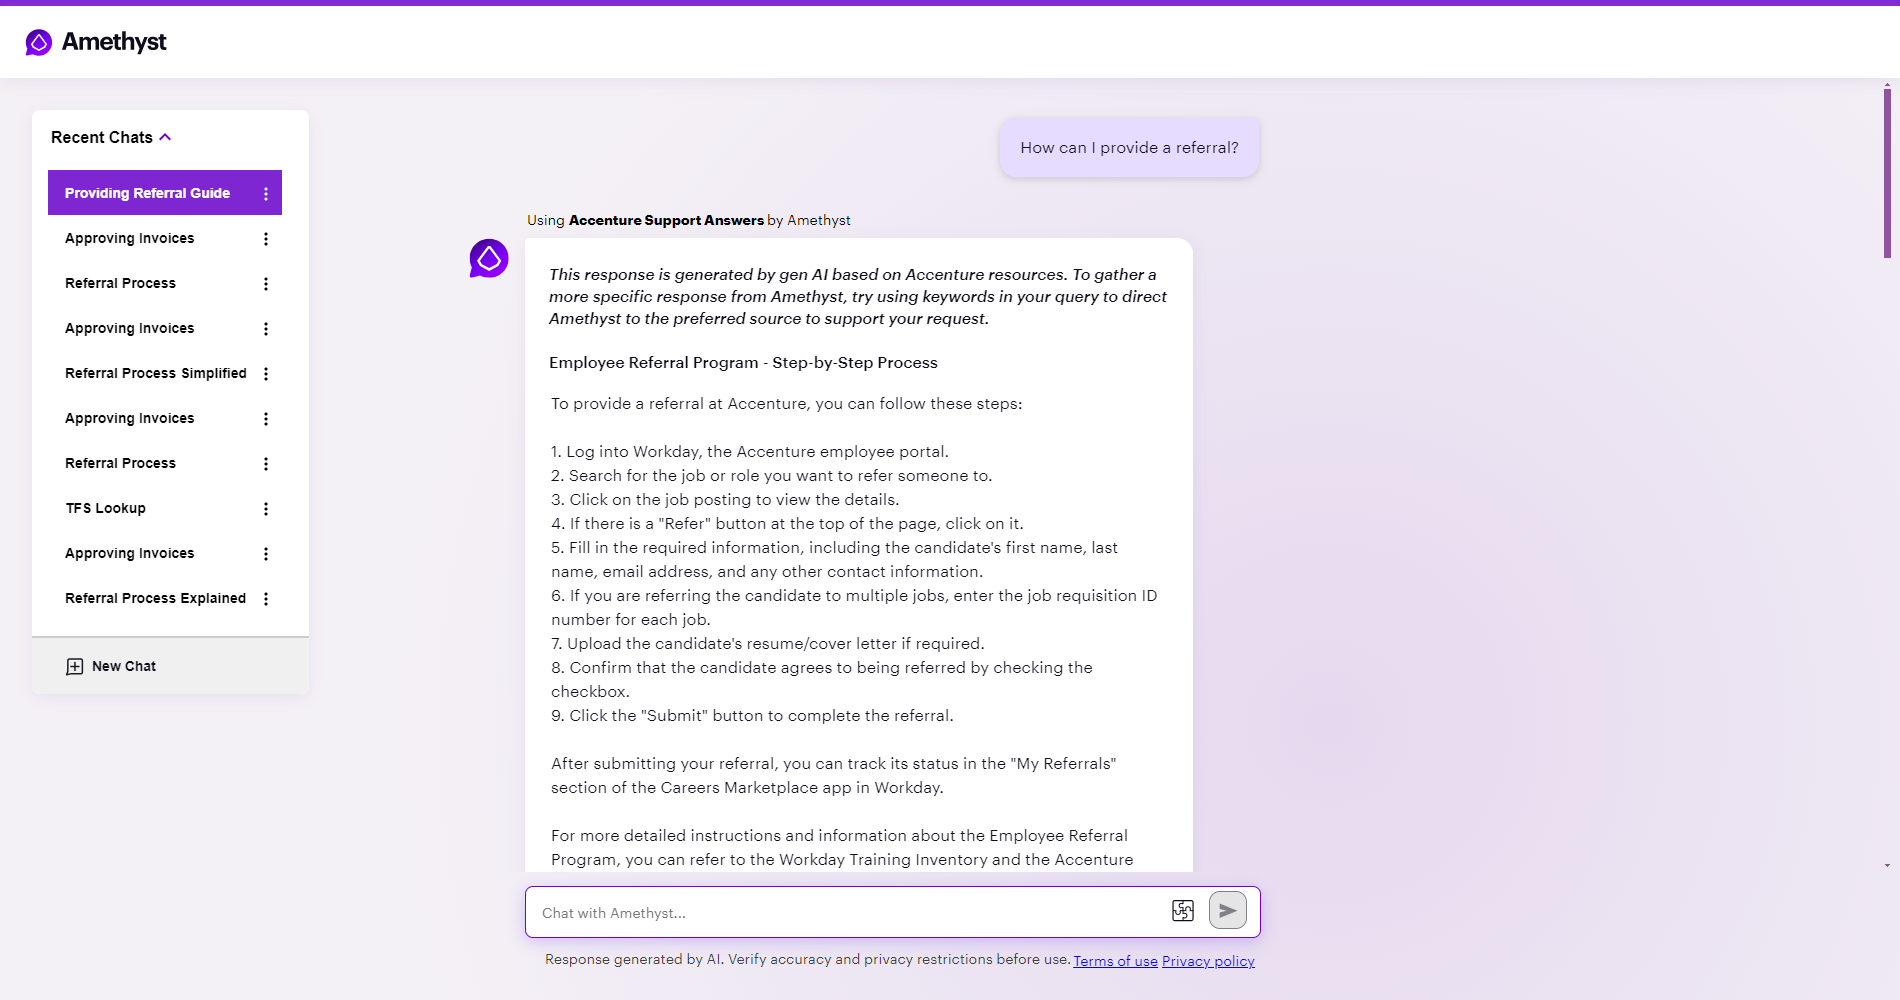 Amethyst
Recent Chats
Providing Referral Guide
Approving Invoices
Referral Process
Approving Invoices
Referral Process Simplified
Approving Invoices
Referral Process
TFS Lookup
Approving Invoices
Referral Process Explained
New Chat
How can I provide a referral?
Using Accenture Support Answers by Amethyst
This response is generated by gen AI based on Accenture resources. To gather a
more specific response from Amethyst, try using keywords in your query to direct
Amethyst to the preferred source to support your request.
Employee Referral Program - Step-by-Step Process
To provide a referral at Accenture, you can follow these steps:
1. Log into Workday, the Accenture employee portal.
2. Search for the job or role you want to refer someone to.
3. Click on the job posting to view the details.
4. If there is a "Refer" button at the top of the page, click on it.
5. Fill in the required information, including the candidate's first name, last
name, email address, and any other contact information.
6. If you are referring the candidate to multiple jobs, enter the job requisition ID
number for each job.
7. Upload the candidate's resume/cover letter if required.
8. Confirm that the candidate agrees to being referred by checking the
checkbox.
9. Click the "Submit" button to complete the referral.
After submitting your referral, you can track its status in the "My Referrals"
section of the Careers Marketplace app in Workday.
For more detailed instructions and information about the Employee Referral
Program, you can refer to the Workday Training Inventory and the Accenture
Chat with Amethyst...
Response generated by AI. Verify accuracy and privacy restrictions before use. Terms of use Privacy policy